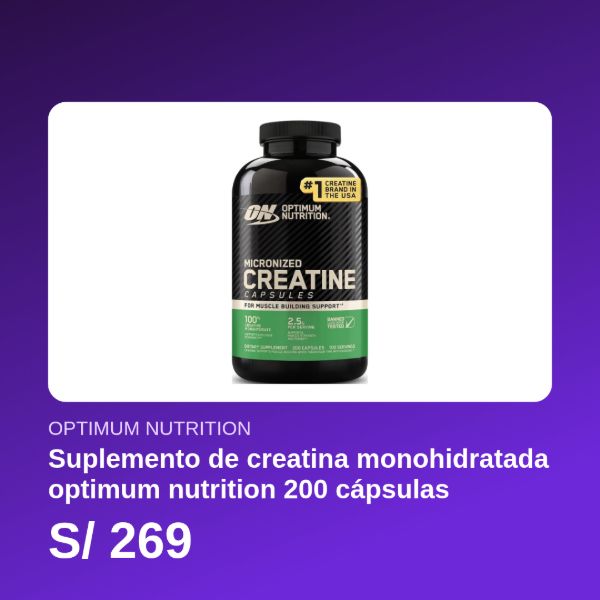 #1 CREATINE
BRAND IN
THE USA
ON OPTIMUM
NUTRITION.
MICRONIZED
CREATINE
CAPSULES
FOR MUSCLE BUILDING SUPPORT
100%
2.5g
PER SERVING
BANNED
TESTED
DIETARY SUPPLEMENT 200 CAPSULES 100 SERVINGS
OPTIMUM NUTRITION
Suplemento de creatina monohidratada
optimum nutrition 200 cápsulas
S/ 269